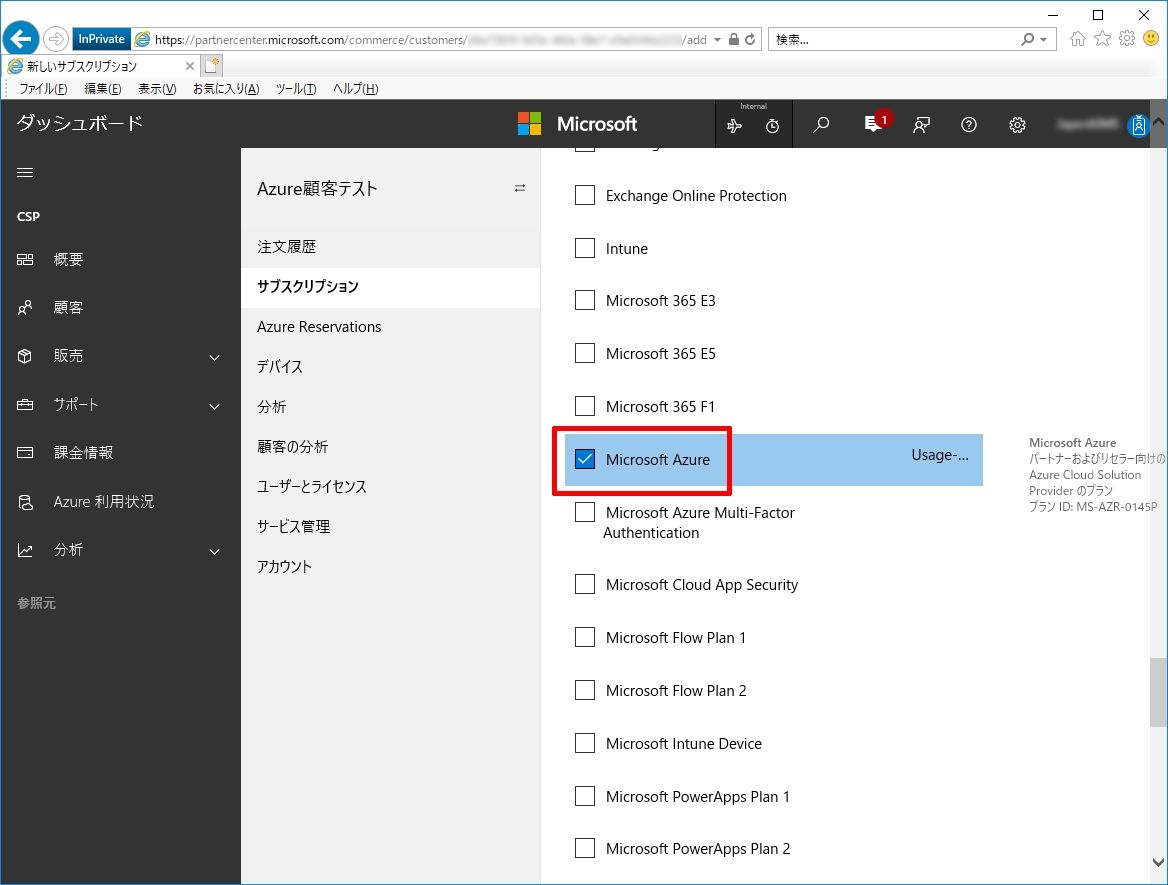 InPrivate
https://partnercenter.microsoft.com/commerce/customers/
/add
検索...
新しいサブスクリプション
ファイル(F)
編集(E)
表示(V)
お気に入り(A)
ツール(T)
ヘルプ(H)
ダッシュボード
Microsoft
Internal
1
CSP
概要
顧客
販売
サポート
課金情報
Azure 利用状況
分析
参照元
Azure顧客テスト
注文履歴
サブスクリプション
Azure Reservations
デバイス
分析
顧客の分析
ユーザーとライセンス
サービス管理
アカウント
Exchange Online Protection
Intune
Microsoft 365 E3
Microsoft 365 E5
Microsoft 365 F1
Microsoft Azure
Usage-...
Microsoft Azure Multi-Factor
Authentication
Microsoft Cloud App Security
Microsoft Flow Plan 1
Microsoft Flow Plan 2
Microsoft Intune Device
Microsoft PowerApps Plan 1
Microsoft PowerApps Plan 2
Microsoft Azure
パートナーおよびリセラー向けの
Azure Cloud Solution
Provider のプラン
プラン ID: MS-AZR-0145P